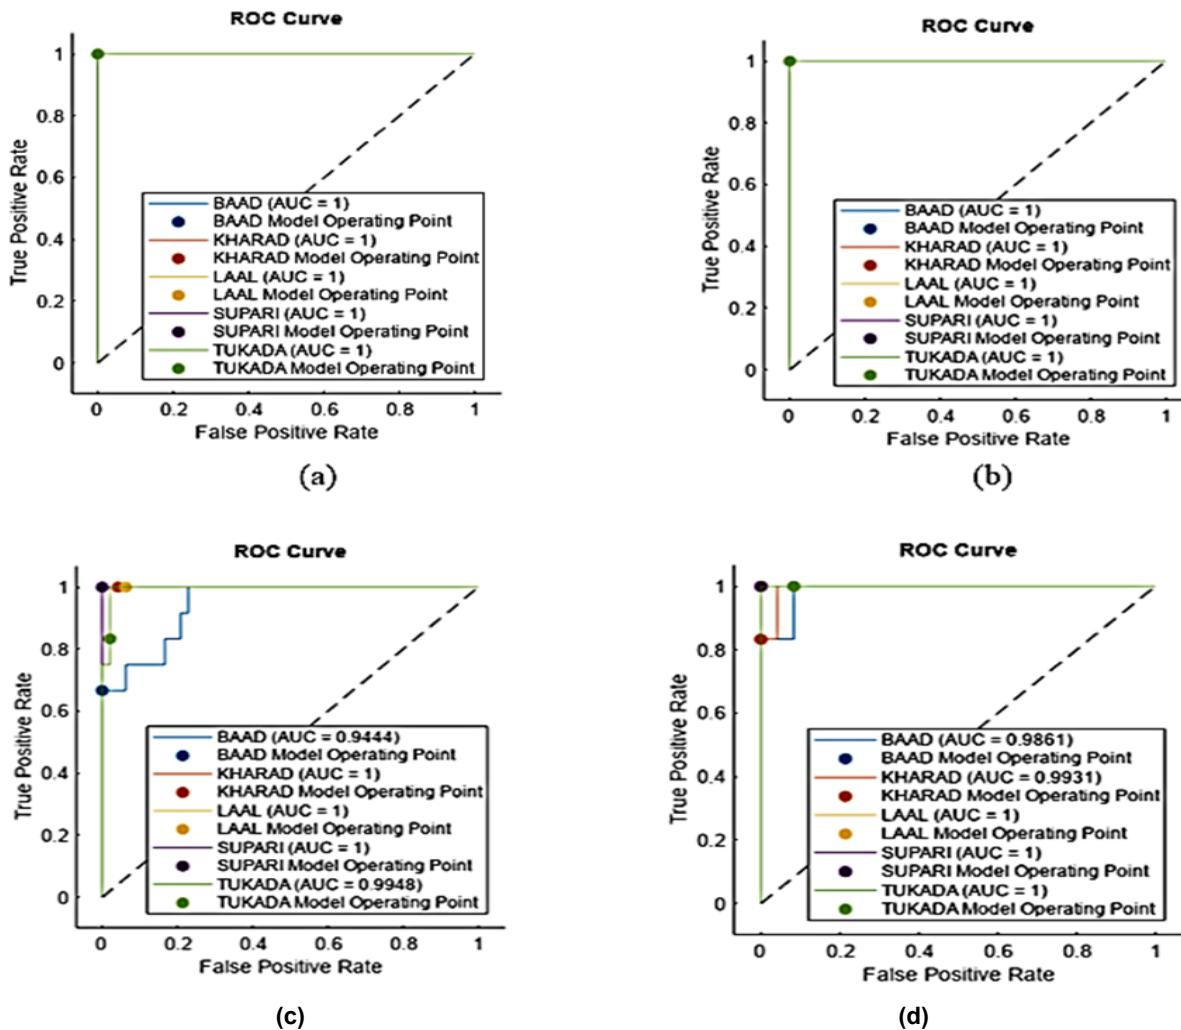 ROC Curve
1
0.8
0.6
0.4
0.2
0
True Positive Rate
BAAD (AUC = 1)
BAAD Model Operating Point
KHARAD (AUC = 1)
KHARAD Model Operating Point
LAAL (AUC = 1)
LAAL Model Operating Point
SUPARI (AUC = 1)
SUPARI Model Operating Point
TUKADA (AUC = 1)
TUKADA Model Operating Point
0 0.2 0.4 0.6 0.8 1
False Positive Rate
(a)
ROC Curve
1
0.8
0.6
0.4
0.2
0
True Positive Rate
BAAD (AUC = 1)
BAAD Model Operating Point
KHARAD (AUC = 1)
KHARAD Model Operating Point
LAAL (AUC = 1)
LAAL Model Operating Point
SUPARI (AUC = 1)
SUPARI Model Operating Point
TUKADA (AUC = 1)
TUKADA Model Operating Point
0 0.2 0.4 0.6 0.8 1
False Positive Rate
(b)
ROC Curve
1
0.8
0.6
0.4
0.2
0
True Positive Rate
BAAD (AUC = 0.9444)
BAAD Model Operating Point
KHARAD (AUC = 1)
KHARAD Model Operating Point
LAAL (AUC = 1)
LAAL Model Operating Point
SUPARI (AUC = 1)
SUPARI Model Operating Point
TUKADA (AUC = 0.9948)
TUKADA Model Operating Point
0 0.2 0.4 0.6 0.8 1
False Positive Rate
(c)
ROC Curve
1
0.8
0.6
0.4
0.2
0
True Positive Rate
BAAD (AUC = 0.9861)
BAAD Model Operating Point
KHARAD (AUC = 0.9931)
KHARAD Model Operating Point
LAAL (AUC = 1)
LAAL Model Operating Point
SUPARI (AUC = 1)
SUPARI Model Operating Point
TUKADA (AUC = 1)
TUKADA Model Operating Point
0 0.2 0.4 0.6 0.8 1
False Positive Rate
(d)